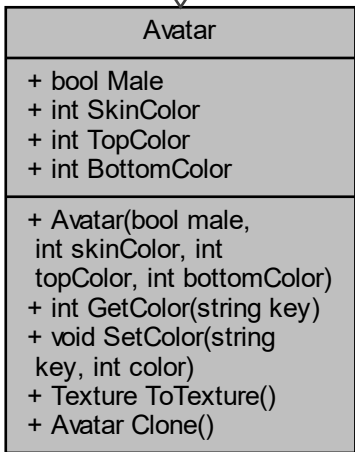 Avatar
+ bool Male
+ int SkinColor
+ int TopColor
+ int BottomColor
+ Avatar(bool male,
int skinColor, int
topColor, int bottomColor)
+ int GetColor(string key)
+ void SetColor(string
key, int color)
+ Texture ToTexture()
+ Avatar Clone()